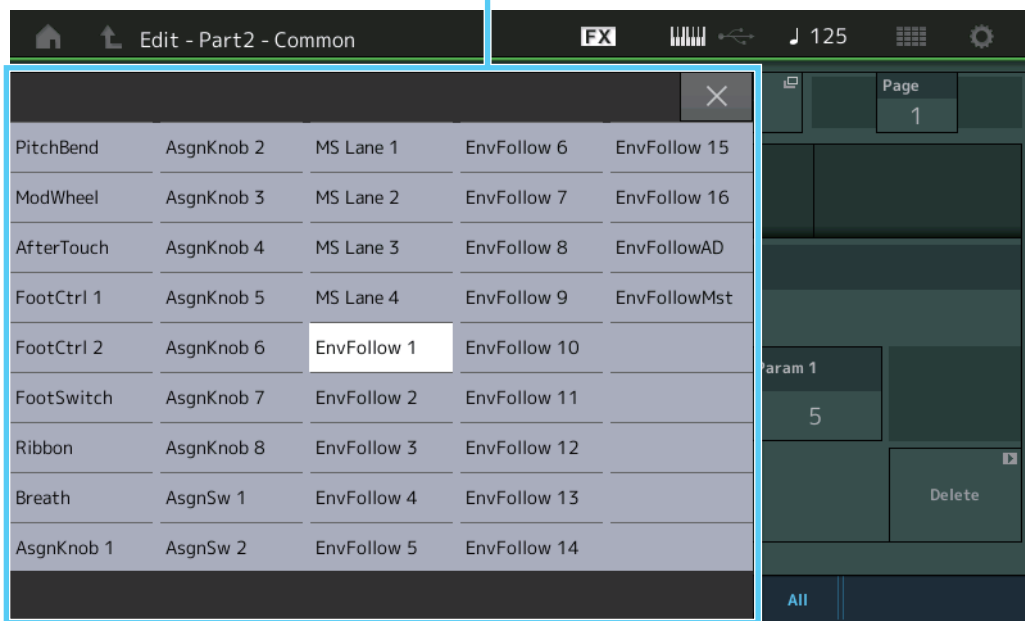 Edit - Part2 - Common FX 125
Page
1
PitchBend AsgnKnob 2 MS Lane 1 EnvFollow 6 EnvFollow 15
ModWheel AsgnKnob 3 MS Lane 2 EnvFollow 7 EnvFollow 16
AfterTouch AsgnKnob 4 MS Lane 3 EnvFollow 8 EnvFollowAD
FootCtrl 1 AsgnKnob 5 MS Lane 4 EnvFollow 9 EnvFollowMst
FootCtrl 2 AsgnKnob 6 EnvFollow 1 EnvFollow 10
Param 1
FootSwitch AsgnKnob 7 EnvFollow 2 EnvFollow 11
5
Ribbon AsgnKnob 8 EnvFollow 3 EnvFollow 12
Breath AsgnSw 1 EnvFollow 4 EnvFollow 13
Delete
AsgnKnob 1 AsgnSw 2 EnvFollow 5 EnvFollow 14
All